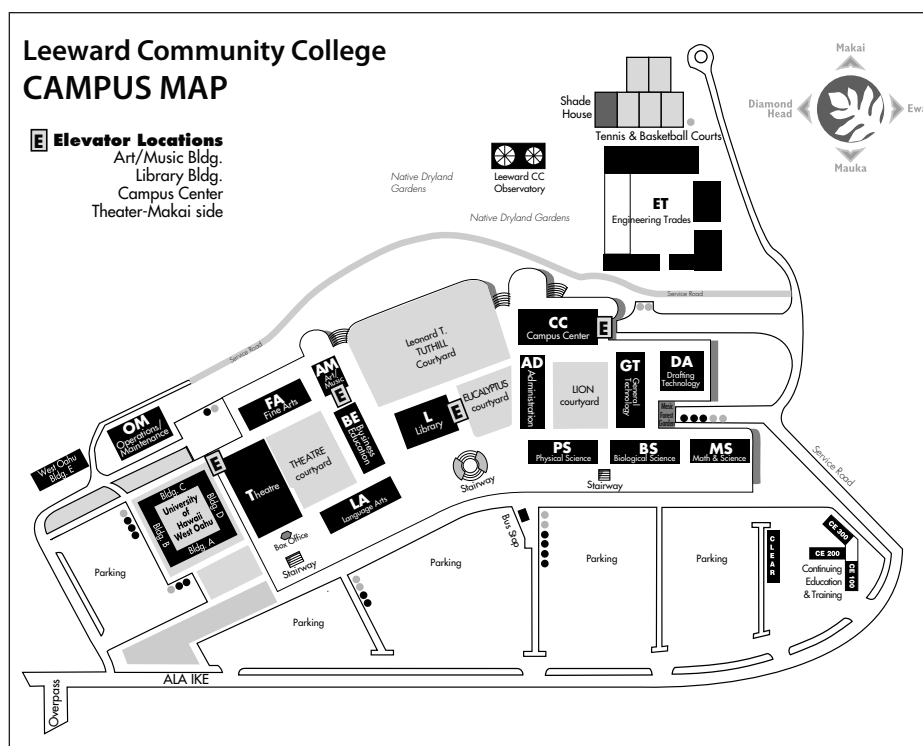 Leeward Community College
CAMPUS MAP
E Elevator Locations
Art/Music Bldg.
Library Bldg.
Campus Center
Theater-Makai side
Makai
Diamond
Head
Ewa
Mauka
Shade
House
Tennis & Basketball Courts
Leeward CC
Observatory
Native Dryland
Gardens
Native Dryland Gardens
ET
Engineering Trades
Service Road
Service Road
Leonard T.
TUTHILL
Courtyard
CC
Campus Center
E
AM
Art/
Music
E
FA
Fine Arts
AD
Administration
LION
courtyard
GT
General
Technology
DA
Drafting
Technology
EUCALYPTUS
courtyard
L
Library
E
BE
Business
Education
OM
Operations/
Maintenance
West Oahu
Bldg. E
E
THEATRE
courtyard
Theatre
PS
Physical Science
BS
Biological Science
MS
Math & Science
Service Road
Stairway
Stairway
LA
Language Arts
Bldg. C
Bldg. D
Bldg. B
Bldg. A
University
of
Hawaii
West Oahu
Box Office
Stairway
Bus Stop
Parking
Parking
Parking
Parking
Parking
CLEAR
CE 300
CE 200
CE 100
Continuing
Education
& Training
ALA IKE
Overpass